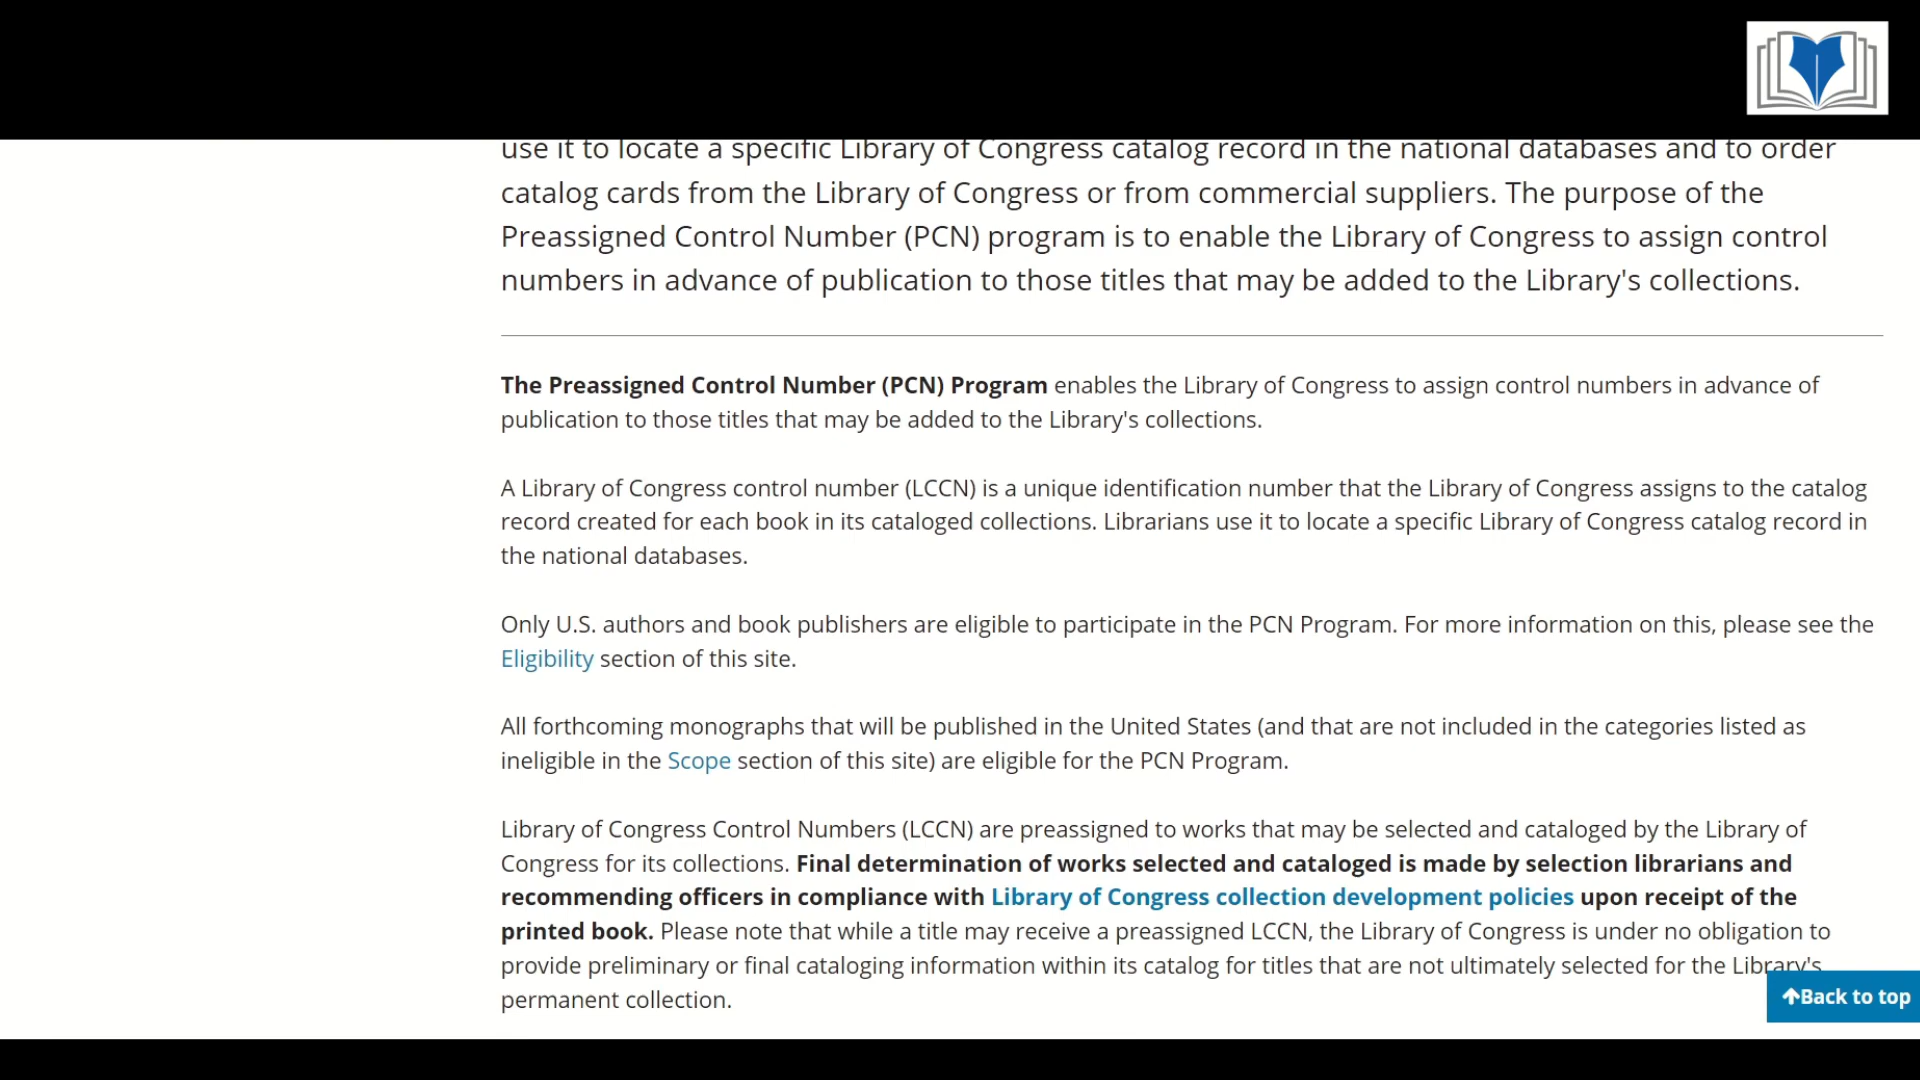 use it to locate a specific Library of Congress catalog record in the national databases and to order
catalog cards from the Library of Congress or from commercial suppliers. The purpose of the
Preassigned Control Number (PCN) program is to enable the Library of Congress to assign control
numbers in advance of publication to those titles that may be added to the Library's collections.
The Preassigned Control Number (PCN) Program enables the Library of Congress to assign control numbers in advance of
publication to those titles that may be added to the Library's collections.
A Library of Congress control number (LCCN) is a unique identification number that the Library of Congress assigns to the catalog
record created for each book in its cataloged collections. Librarians use it to locate a specific Library of Congress catalog record in
the national databases.
Only U.S. authors and book publishers are eligible to participate in the PCN Program. For more information on this, please see the
Eligibility section of this site.
All forthcoming monographs that will be published in the United States (and that are not included in the categories listed as
ineligible in the Scope section of this site) are eligible for the PCN Program.
Library of Congress Control Numbers (LCCN) are preassigned to works that may be selected and cataloged by the Library of
Congress for its collections. Final determination of works selected and cataloged is made by selection librarians and
recommending officers in compliance with Library of Congress collection development policies upon receipt of the
printed book. Please note that while a title may receive a preassigned LCCN, the Library of Congress is under no obligation to
provide preliminary or final cataloging information within its catalog for titles that are not ultimately selected for the Library's
permanent collection.
Back to top